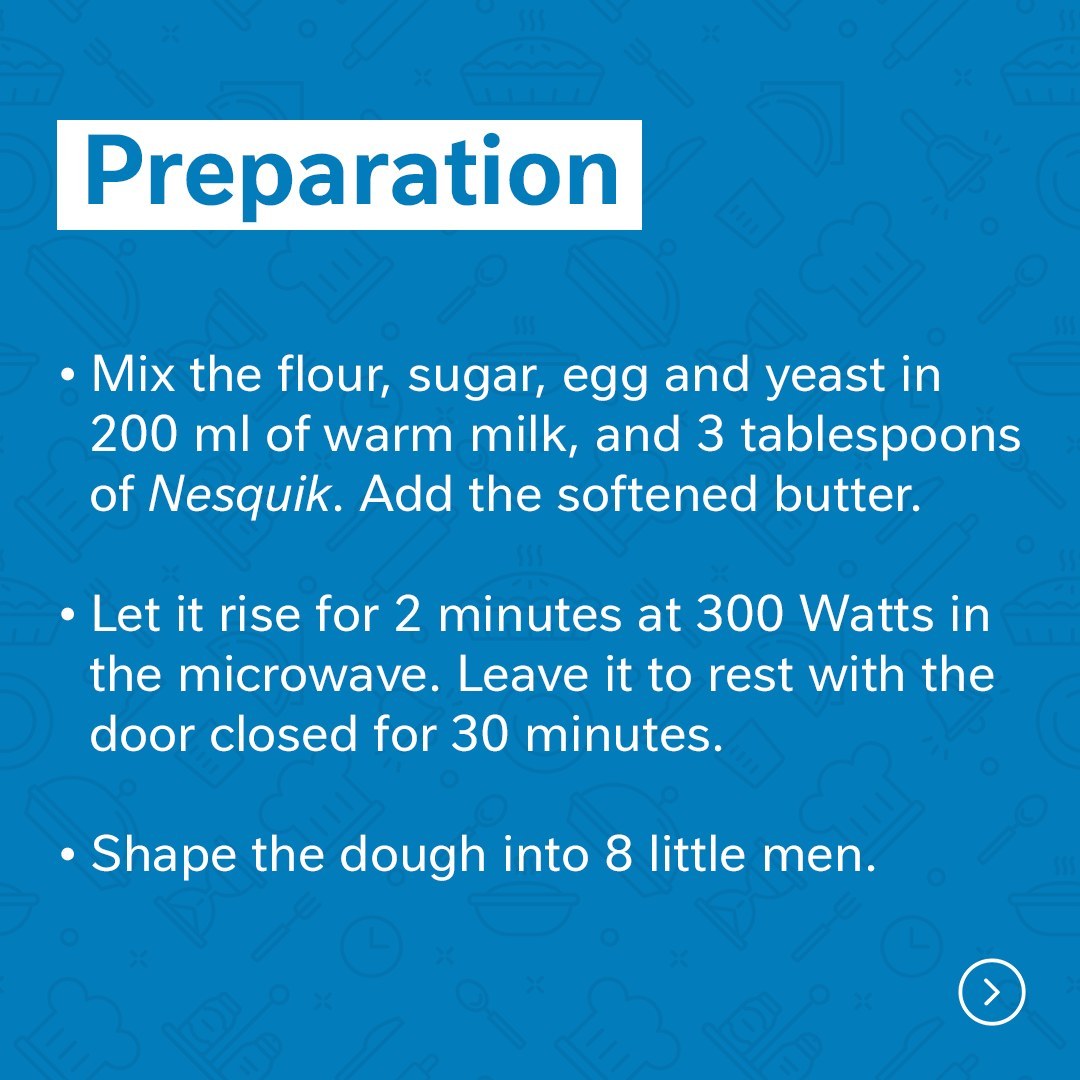 Preparation
• Mix the flour, sugar, egg and yeast in
200 ml of warm milk, and 3 tablespoons
of Nesquik. Add the softened butter.
• Let it rise for 2 minutes at 300 Watts in
the microwave. Leave it to rest with the
door closed for 30 minutes.
• Shape the dough into 8 little men.